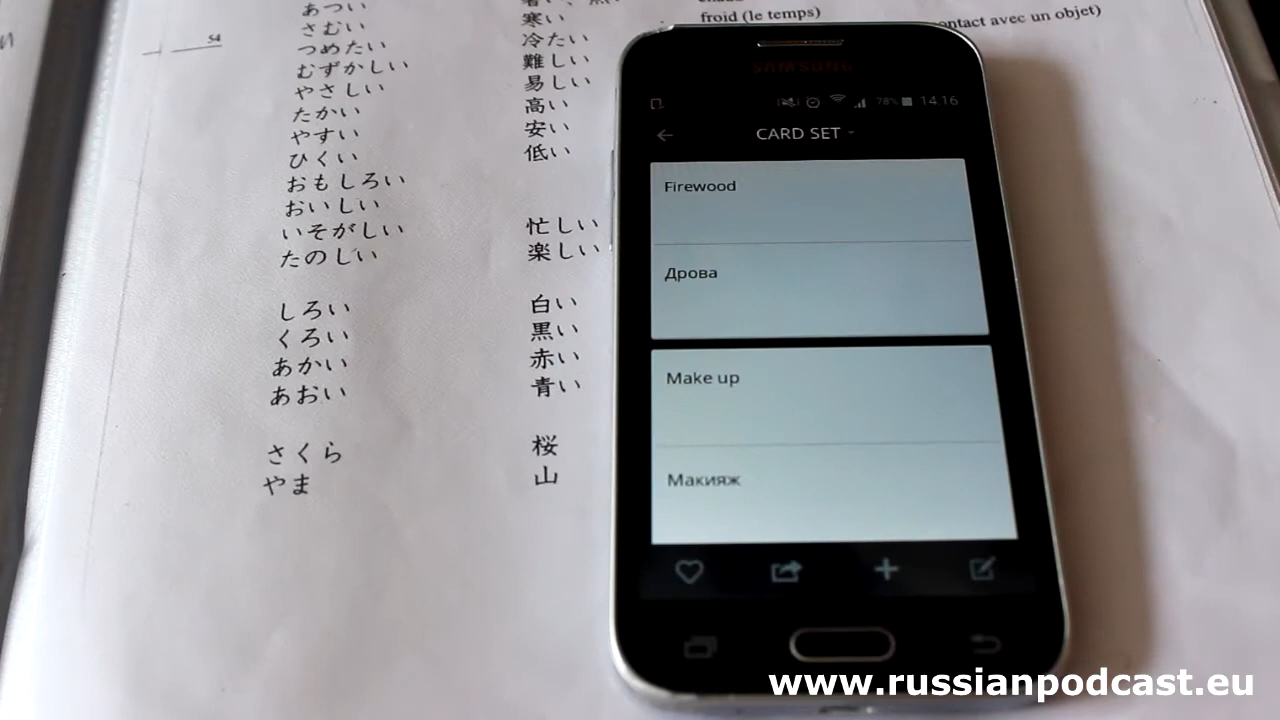 あつい
さむい 寒い froid (le temps)
つめたい 冷たい contact avec un objet)
54
むずかしい 難しい
やさしい 易しい
たかい 高い
やすい 安い
ひくい 低い
おもしろい
おいしい
いそがしい 忙しい
たのしい 楽しい
しろい 白い
くろい 黒い
あかい 赤い
あおい 青い
さくら 桜
やま 山
SAMSUNG
78% 14.16
CARD SET
Firewood
Дрова
Make up
Макияж
www.russianpodcast.eu